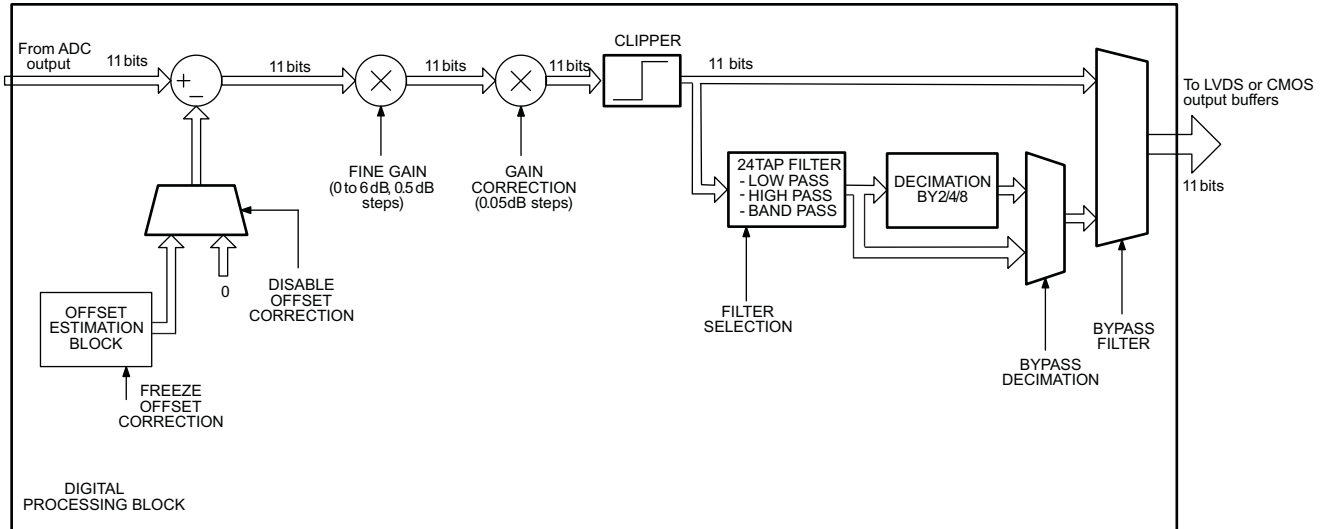 From ADC
output
11 bits
+
−
11 bits
11 bits
11 bits
CLIPPER
11 bits
To LVDS or CMOS
output buffers
11 bits
FINE GAIN
(0 to 6 dB, 0.5 dB
steps)
GAIN
CORRECTION
(0.05dB steps)
24TAP FILTER
- LOW PASS
- HIGH PASS
- BAND PASS
DECIMATION
BY2/4/8
0
DISABLE
OFFSET
CORRECTION
OFFSET
ESTIMATION
BLOCK
FREEZE
OFFSET
CORRECTION
FILTER
SELECTION
BYPASS
DECIMATION
BYPASS
FILTER
DIGITAL
PROCESSING BLOCK